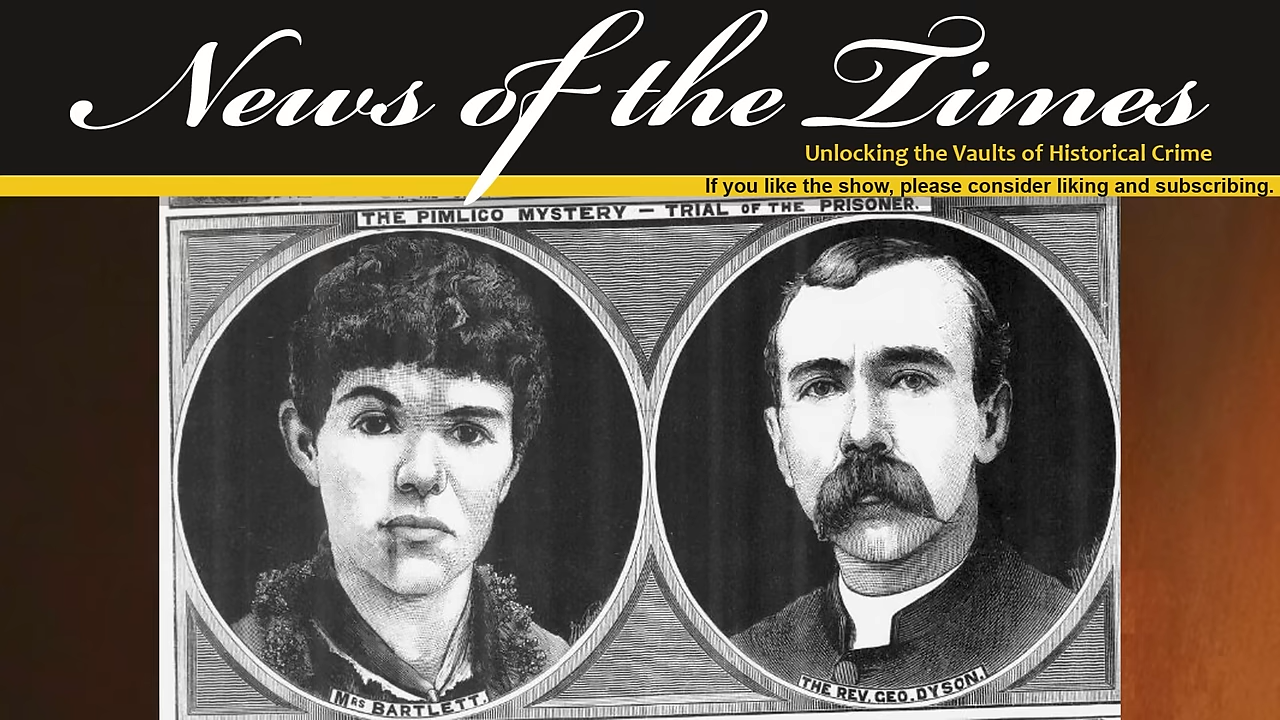 News of the Times
Unlocking the Vaults of Historical Crime
If you like the show, please consider liking and subscribing.
THE PIMLICO MYSTERY — TRIAL OF THE PRISONER.
MRS BARTLETT.
THE REV. GEO. DYSON.